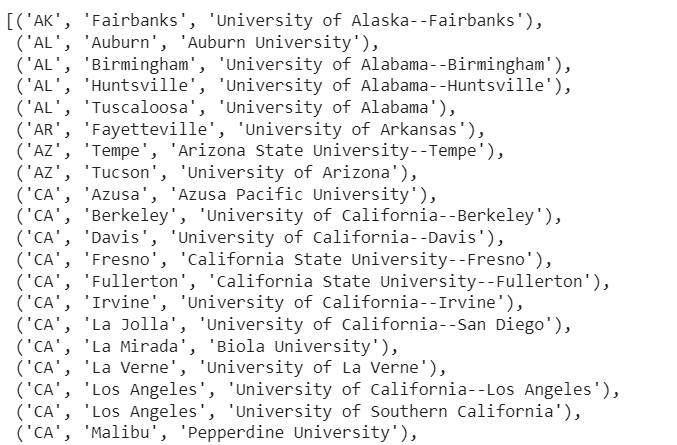 [('AK', 'Fairbanks', 'University of Alaska--Fairbanks'),
('AL', 'Auburn', 'Auburn University'),
('AL', 'Birmingham', 'University of Alabama--Birmingham'),
('AL', 'Huntsville', 'University of Alabama--Huntsville'),
('AL', 'Tuscaloosa', 'University of Alabama'),
('AR', 'Fayetteville', 'University of Arkansas'),
('AZ', 'Tempe', 'Arizona State University--Tempe'),
('AZ', 'Tucson', 'University of Arizona'),
('CA', 'Azusa', 'Azusa Pacific University'),
('CA', 'Berkeley', 'University of California--Berkeley'),
('CA', 'Davis', 'University of California--Davis'),
('CA', 'Fresno', 'California State University--Fresno'),
('CA', 'Fullerton', 'California State University--Fullerton'),
('CA', 'Irvine', 'University of California--Irvine'),
('CA', 'La Jolla', 'University of California--San Diego'),
('CA', 'La Mirada', 'Biola University'),
('CA', 'La Verne', 'University of La Verne'),
('CA', 'Los Angeles', 'University of California--Los Angeles'),
('CA', 'Los Angeles', 'University of Southern California'),
('CA', 'Malibu', 'Pepperdine University'),